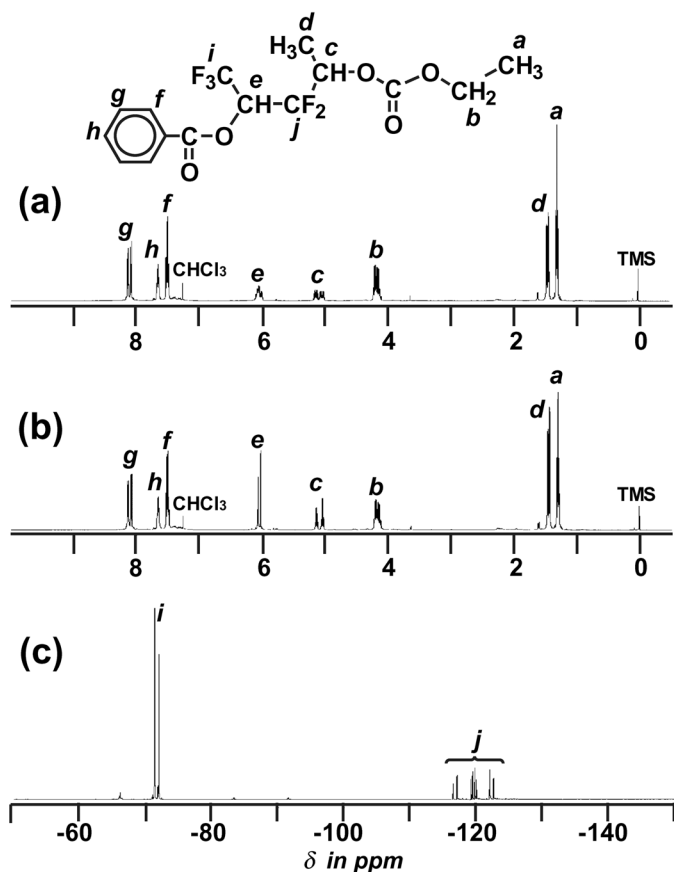 d
H₃C c a
i CH-O O CH₃
F₃C e C CH₂
g f CH-CF₂ O b
h O j
C
O
(a) g h f CHCl₃ e c b d a TMS
8 6 4 2 0
(b) g h f CHCl₃ e c b d a TMS
8 6 4 2 0
(c) i j
-60 -80 -100 -120 -140
δ in ppm